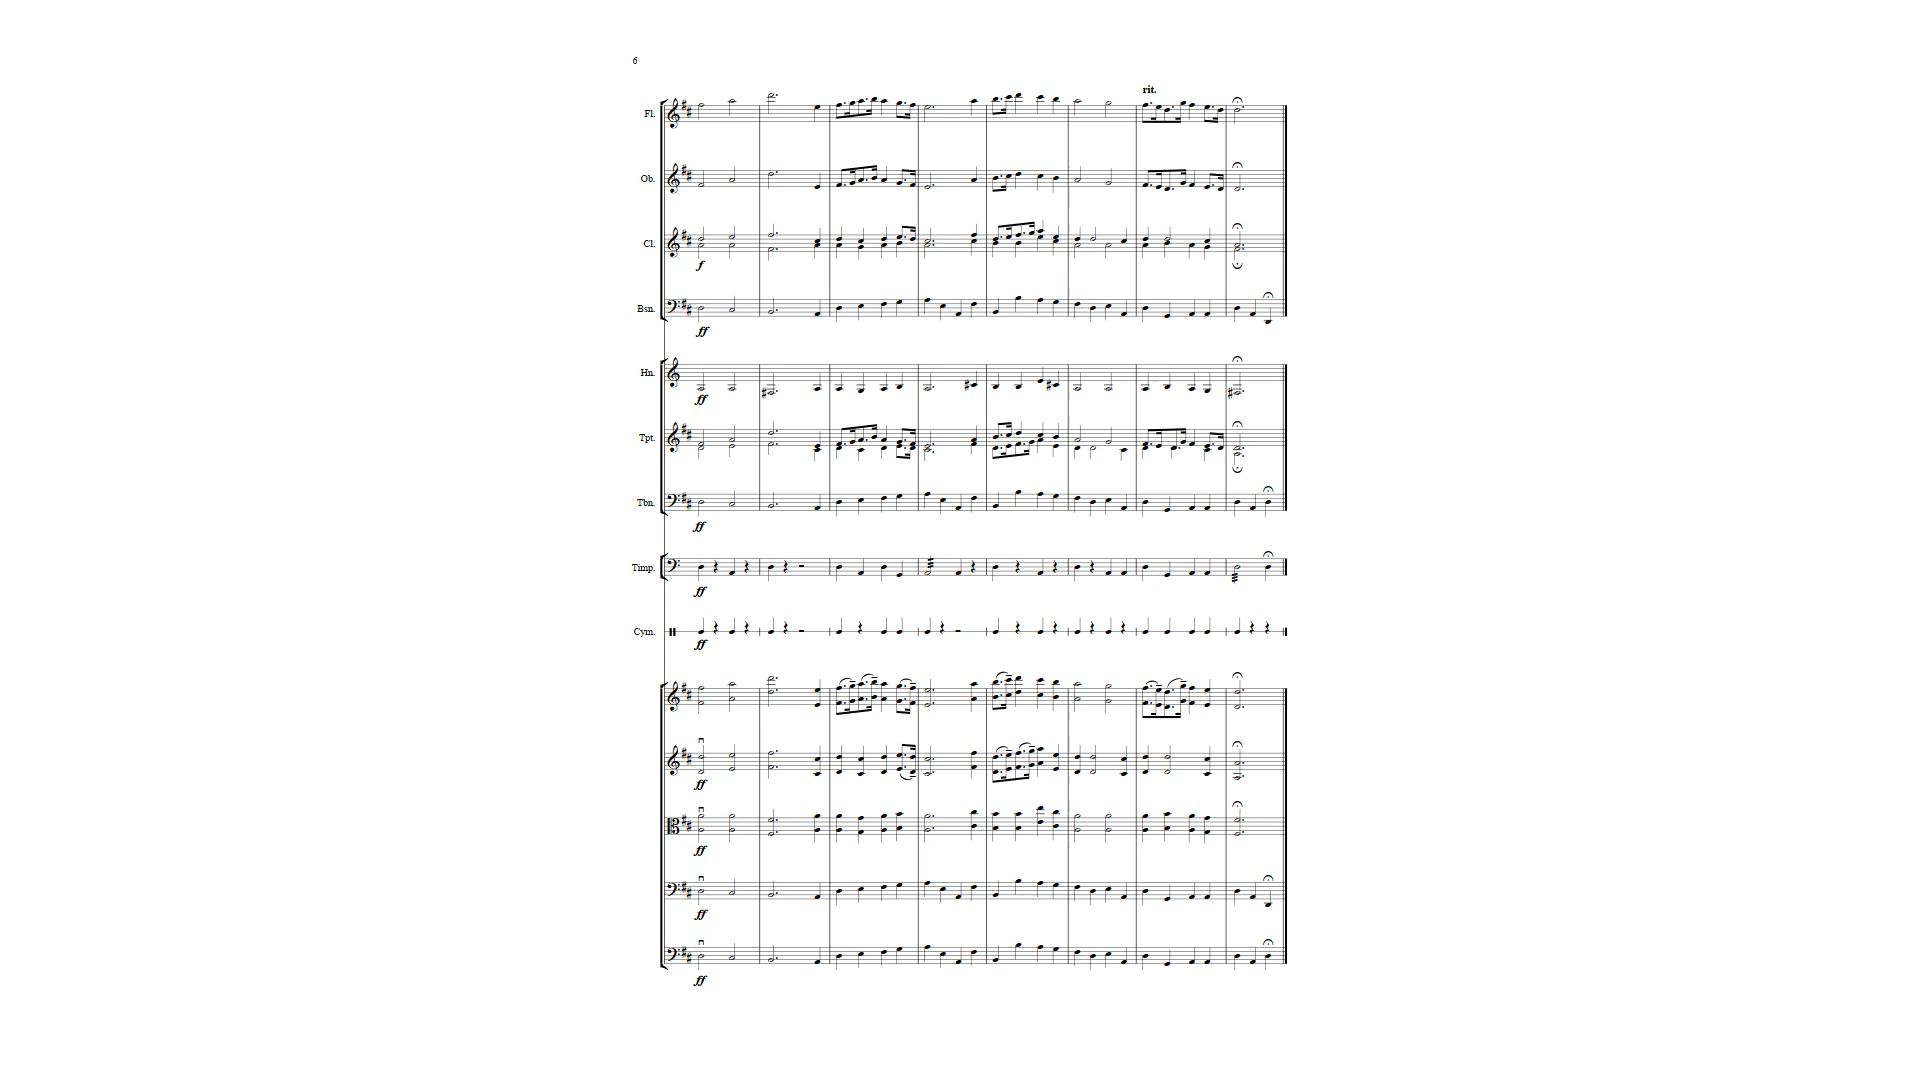 6
rit.
Fl.
Ob.
Cl.
f
Bsn.
ff
Hn.
ff
Tpt.
Tbn.
ff
Timp.
ff
Cym.
ff
ff
ff
ff
ff